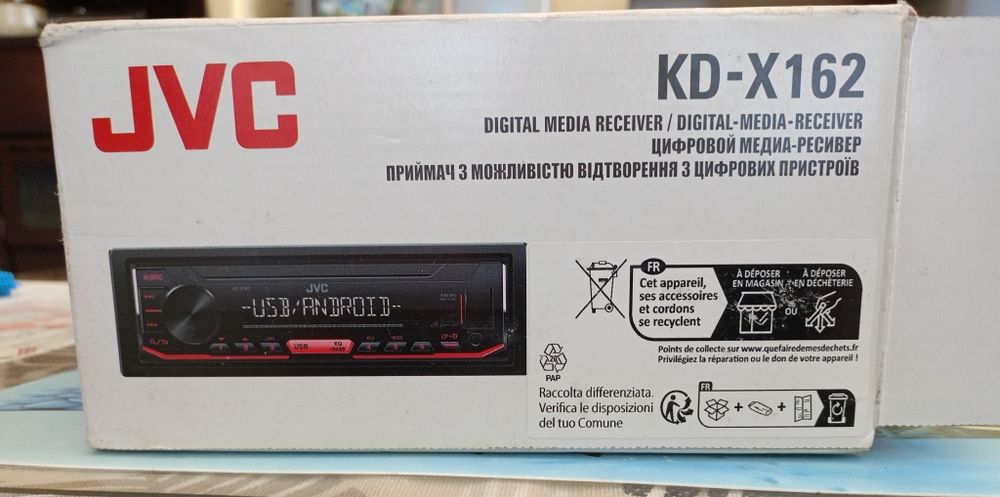 JVC
KD-X162
DIGITAL MEDIA RECEIVER / DIGITAL-MEDIA-RECEIVER
ЦИФРОВОЙ МЕДИА-РЕСИВЕР
ПРИЙМАЧ З МОЖЛИВІСТЮ ВІДТВОРЕННЯ З ЦИФРОВИХ ПРИСТРОЇВ
SRC
JVC
-USB/ANDROID-
USB
EQ
FR
Cet appareil,
ses accessoires
et cordons
se recyclent
À DÉPOSER
EN MAGASIN
OU
À DÉPOSER
EN DÉCHÈTERIE
Points de collecte sur www.quefairedemesdechets.fr
Privilégiez la réparation ou le don de votre appareil !
PAP
Raccolta differenziata.
Verifica le disposizioni
del tuo Comune
FR
+ +